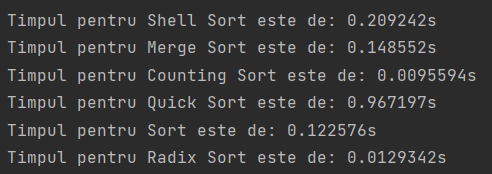 Timpul pentru Shell Sort este de: 0.209242s
Timpul pentru Merge Sort este de: 0.148552s
Timpul pentru Counting Sort este de: 0.0095594s
Timpul pentru Quick Sort este de: 0.967197s
Timpul pentru Sort este de: 0.122576s
Timpul pentru Radix Sort este de: 0.0129342s